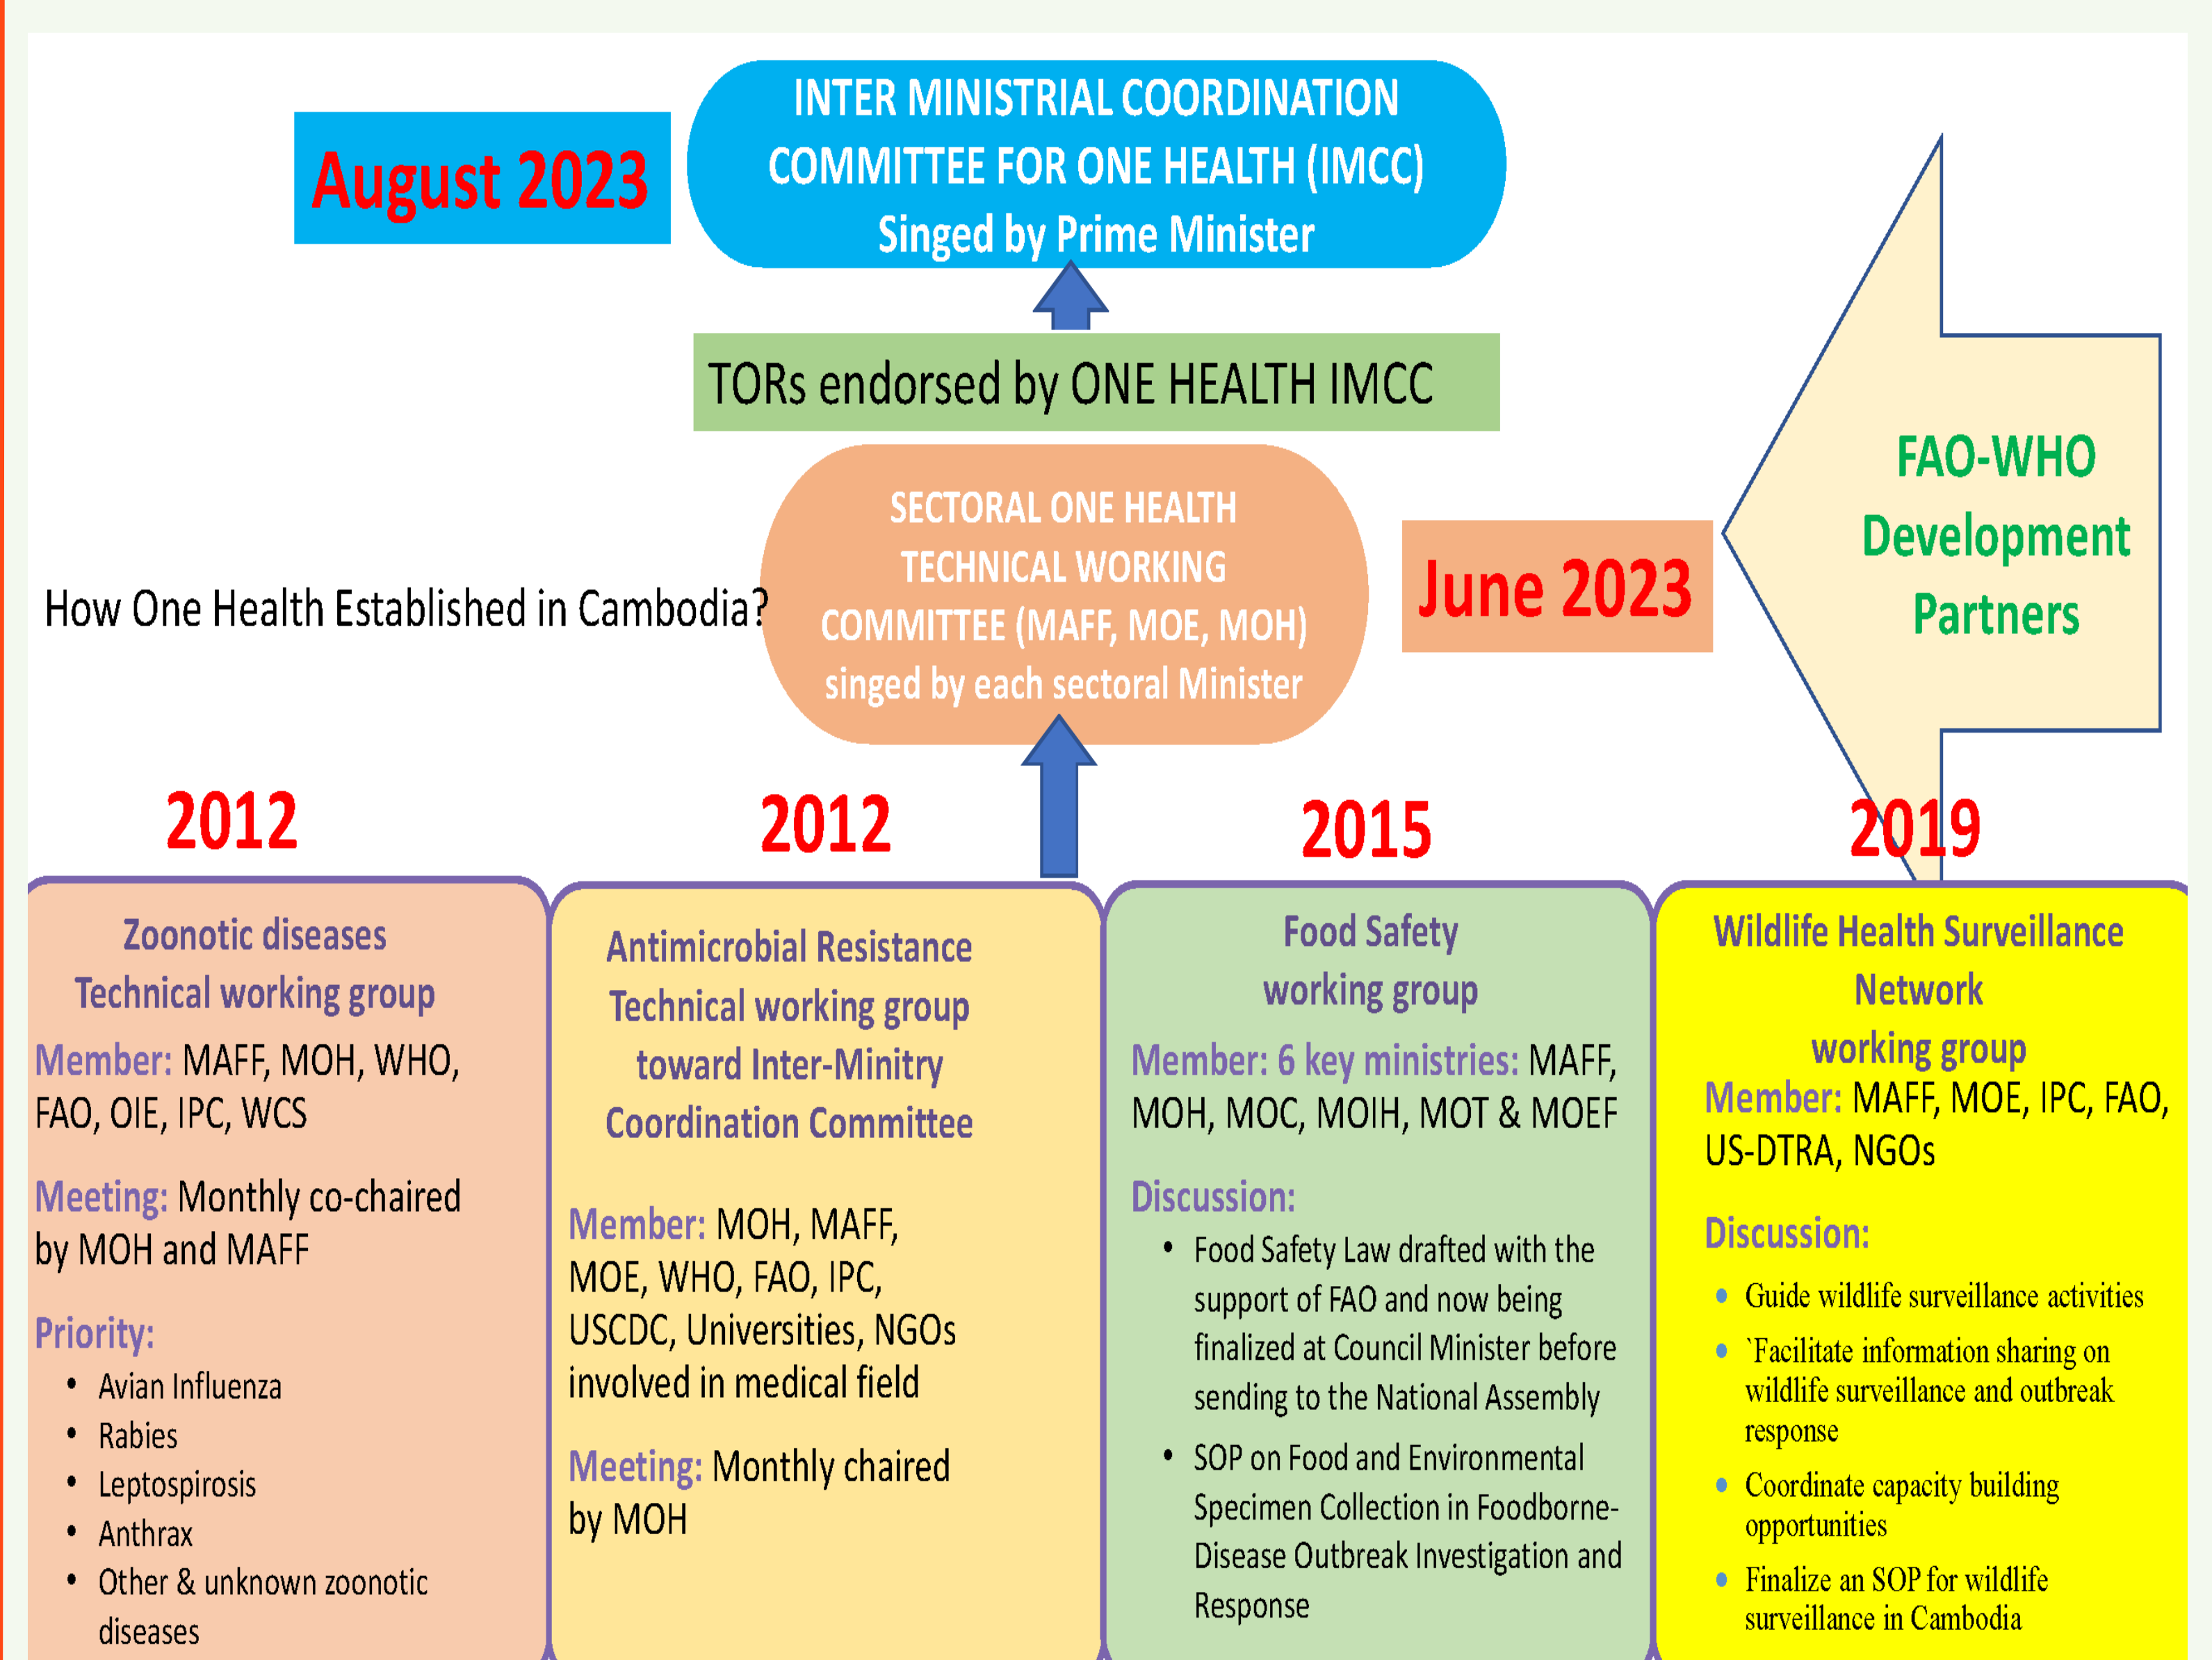 August 2023
INTER MINISTRIAL COORDINATION
COMMITTEE FOR ONE HEALTH (IMCC)
Singed by Prime Minister
TORs endorsed by ONE HEALTH IMCC
FAO-WHO
Development
Partners
How One Health Established in Cambodia?
SECTORAL ONE HEALTH
TECHNICAL WORKING
COMMITTEE (MAFF, MOE, MOH)
singed by each sectoral Minister
June 2023
2012
Zoonotic diseases
Technical working group
Member: MAFF, MOH, WHO,
FAO, OIE, IPC, WCS
Meeting: Monthly co-chaired
by MOH and MAFF
Priority:
• Avian Influenza
• Rabies
• Leptospirosis
• Anthrax
• Other & unknown zoonotic
diseases
2012
Antimicrobial Resistance
Technical working group
toward Inter-Minitry
Coordination Committee
Member: MOH, MAFF,
MOE, WHO, FAO, IPC,
USCDC, Universities, NGOs
involved in medical field
Meeting: Monthly chaired
by MOH
2015
Food Safety
working group
Member: 6 key ministries: MAFF,
MOH, MOC, MOIH, MOT & MOEF
Discussion:
• Food Safety Law drafted with the
support of FAO and now being
finalized at Council Minister before
sending to the National Assembly
• SOP on Food and Environmental
Specimen Collection in Foodborne-
Disease Outbreak Investigation and
Response
2019
Wildlife Health Surveillance
Network
working group
Member: MAFF, MOE, IPC, FAO,
US-DTRA, NGOs
Discussion:
• Guide wildlife surveillance activities
• `Facilitate information sharing on
wildlife surveillance and outbreak
response
• Coordinate capacity building
opportunities
• Finalize an SOP for wildlife
surveillance in Cambodia